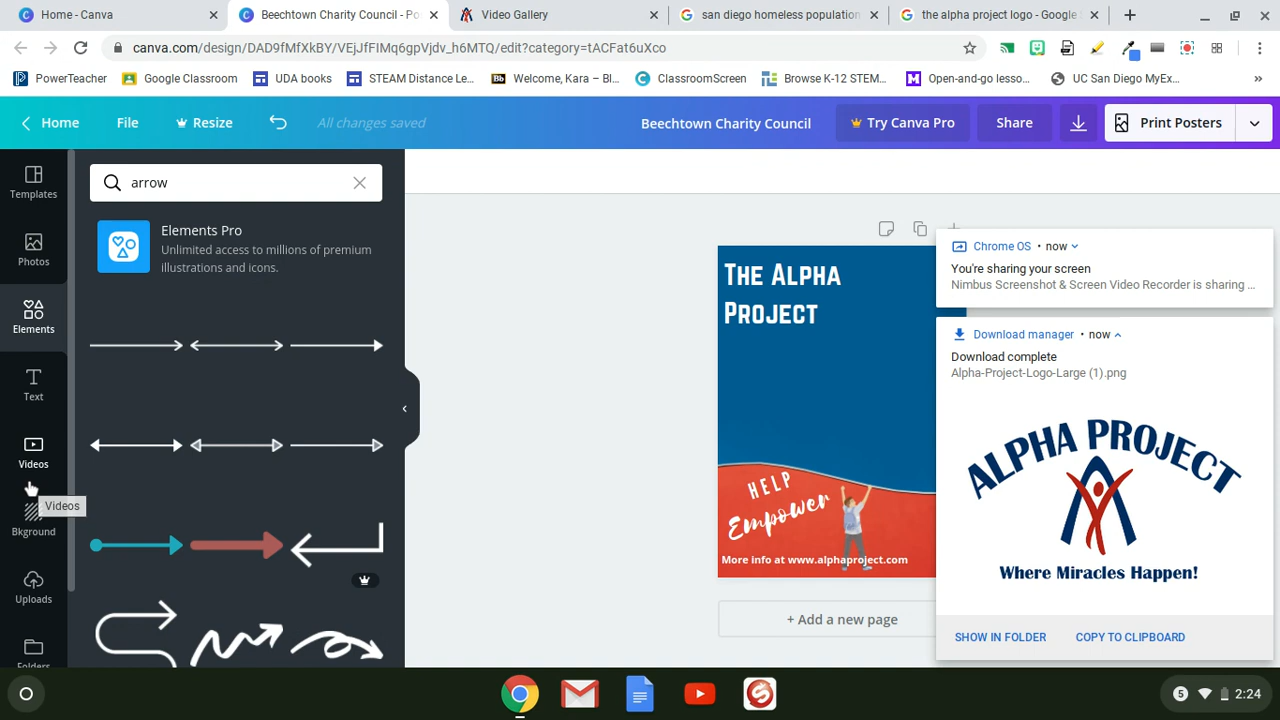 Home - Canva
Beechtown Charity Council - Po
Video Gallery
san diego homeless population
the alpha project logo - Google
canva.com/design/DAD9fMfXkBY/VEjJfFIMq6gpVjdv_h6MTQ/edit?category=tACFat6uXco
PowerTeacher
Google Classroom
UDA books
STEAM Distance Le...
Bb Welcome, Kara – Bl...
ClassroomScreen
Browse K-12 STEM...
Open-and-go lesso...
UC San Diego MyEx...
»
Home
File
Resize
All changes saved
Beechtown Charity Council
Try Canva Pro
Share
Print Posters
Templates
Photos
Elements
Text
Videos
Videos
Bkground
Uploads
Folders
arrow
Elements Pro
Unlimited access to millions of premium
illustrations and icons.
The Alpha
Project
HELP
Empower
More info at www.alphaproject.com
+ Add a new page
Chrome OS • now
You're sharing your screen
Nimbus Screenshot & Screen Video Recorder is sharing ...
Download manager • now
Download complete
Alpha-Project-Logo-Large (1).png
ALPHA PROJECT
Where Miracles Happen!
SHOW IN FOLDER
COPY TO CLIPBOARD
5
2:24